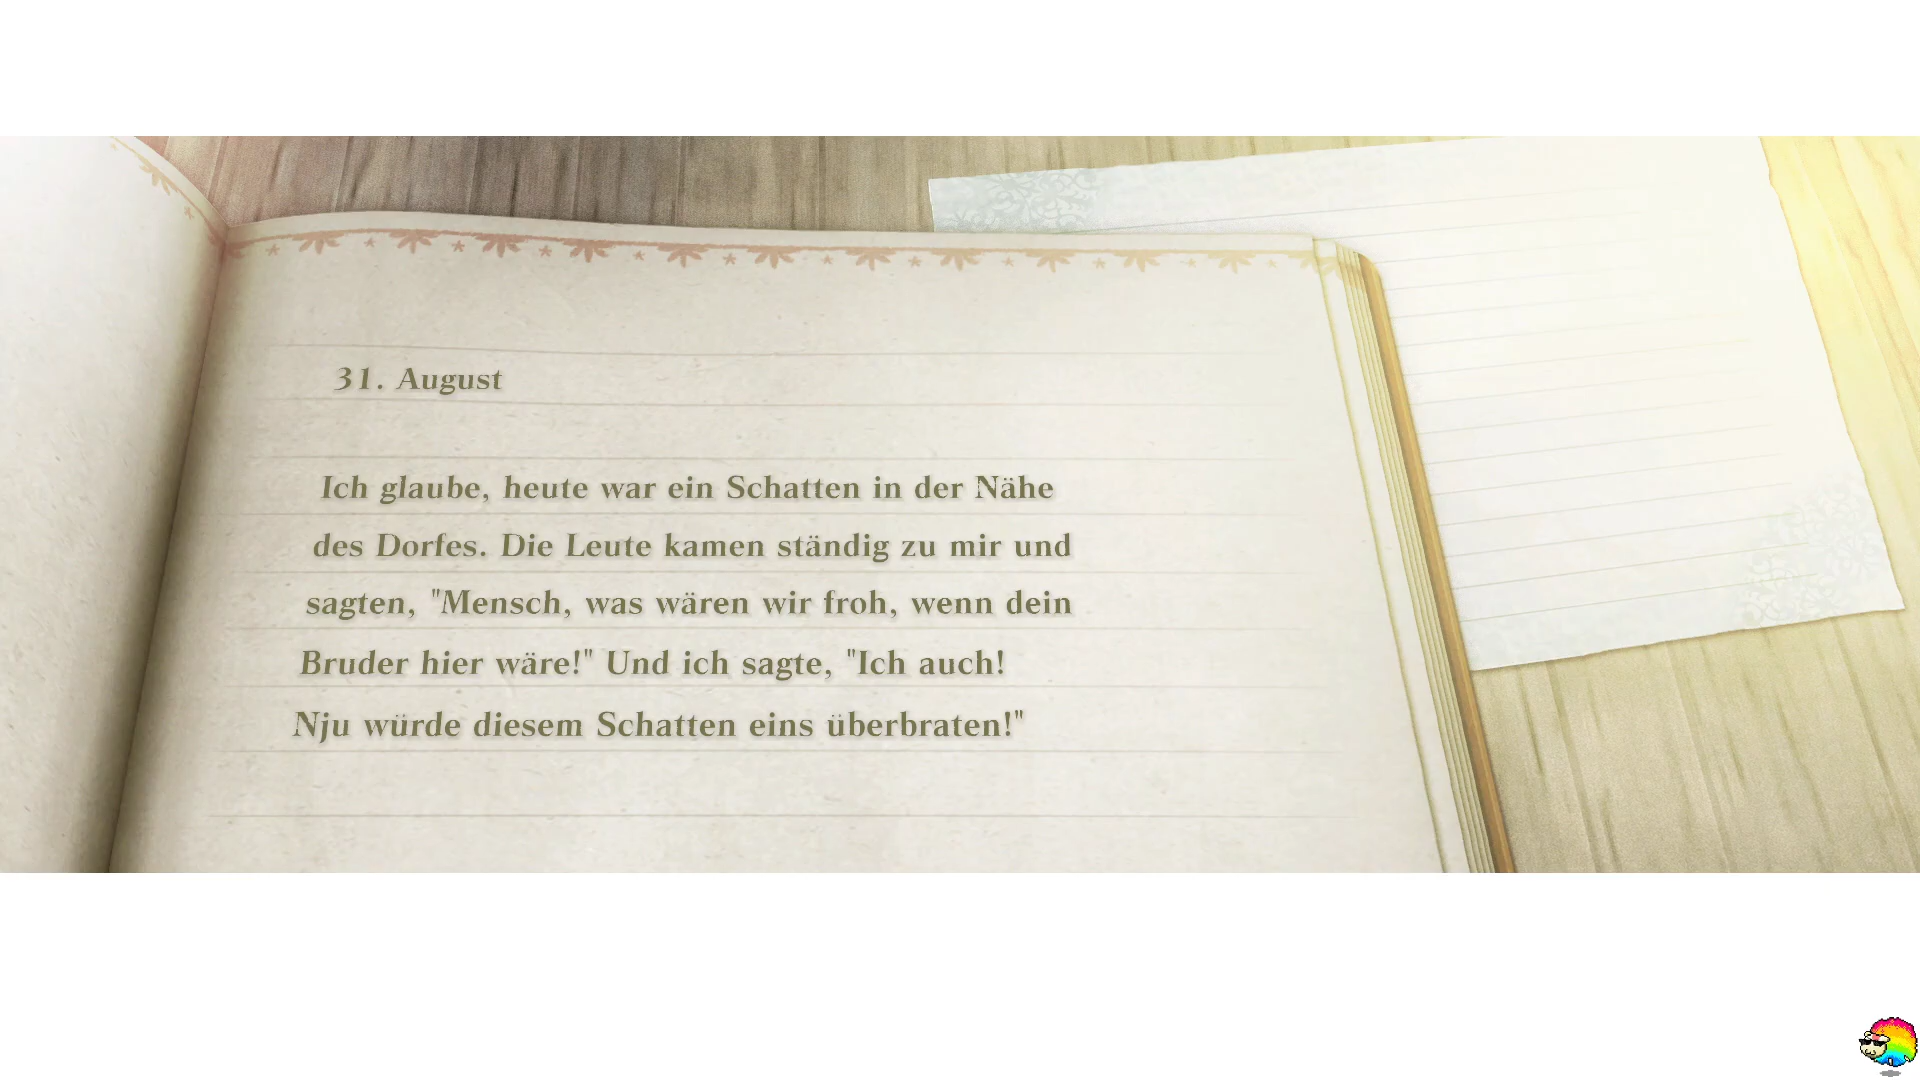 31. August
Ich glaube, heute war ein Schatten in der Nähe
des Dorfes. Die Leute kamen ständig zu mir und
sagten, "Mensch, was wären wir froh, wenn dein
Bruder hier wäre!" Und ich sagte, "Ich auch!
Nju würde diesem Schatten eins überbraten!"